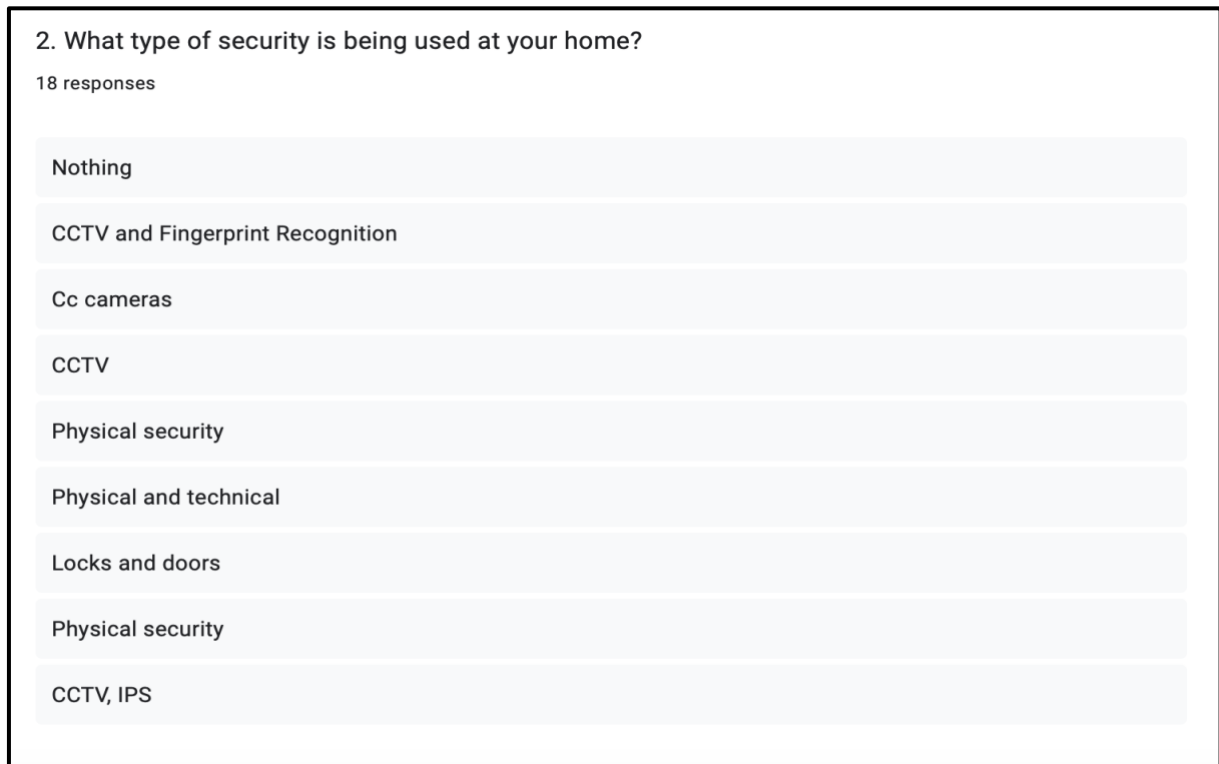 2. What type of security is being used at your home?
18 responses
Nothing
CCTV and Fingerprint Recognition
Cc cameras
CCTV
Physical security
Physical and technical
Locks and doors
Physical security
CCTV, IPS